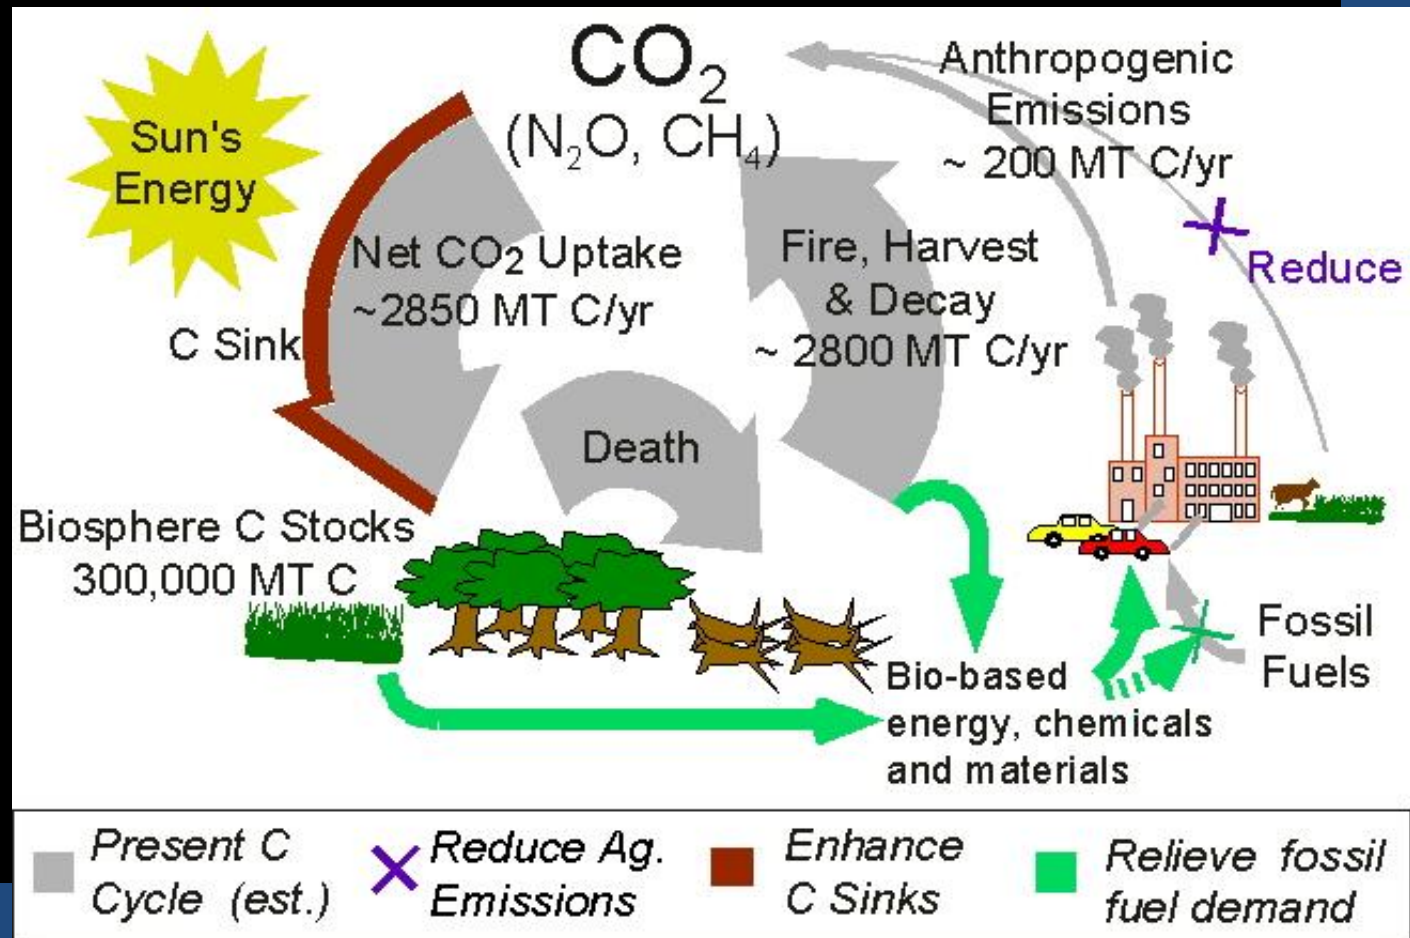 CO₂
(N₂O, CH₄)
Anthropogenic
Emissions
~ 200 MT C/yr
Sun's
Energy
Net CO₂ Uptake
~2850 MT C/yr
Fire, Harvest
& Decay
~ 2800 MT C/yr
Reduce
C Sink
Death
Biosphere C Stocks
300,000 MT C
Fossil
Fuels
Bio-based
energy, chemicals
and materials
Present C
Cycle (est.)
Reduce Ag.
Emissions
Enhance
C Sinks
Relieve fossil
fuel demand